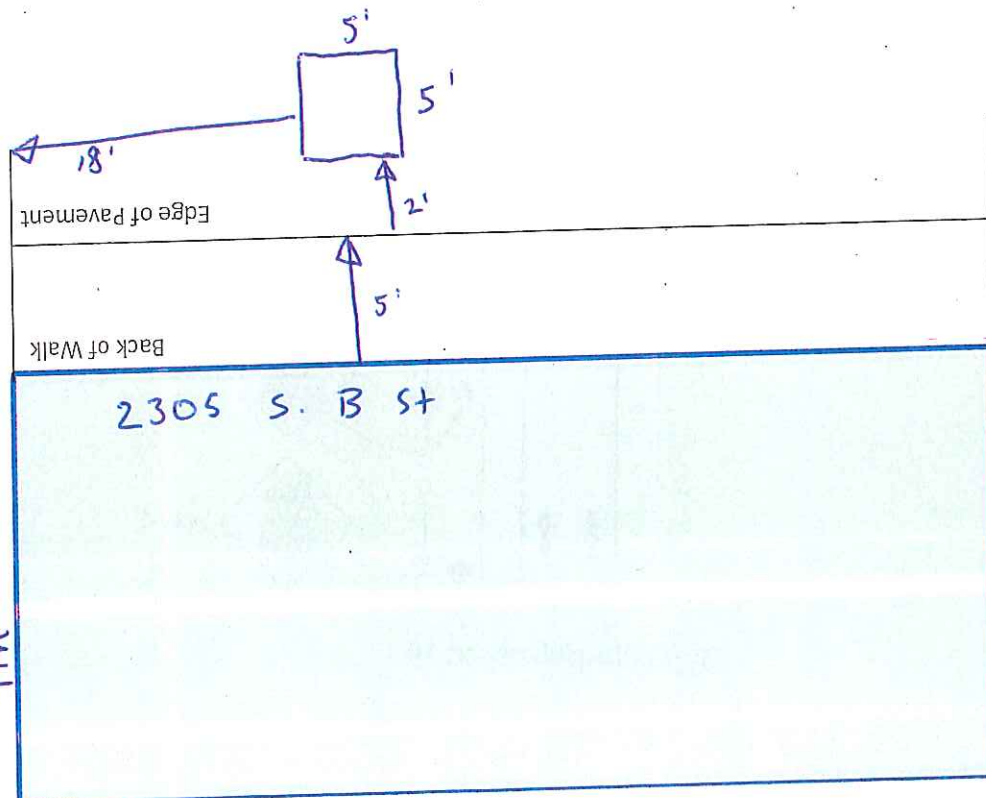 5'
5'
18'
2'
Edge of Pavement
5'
Back of Walk
2305 S. B St